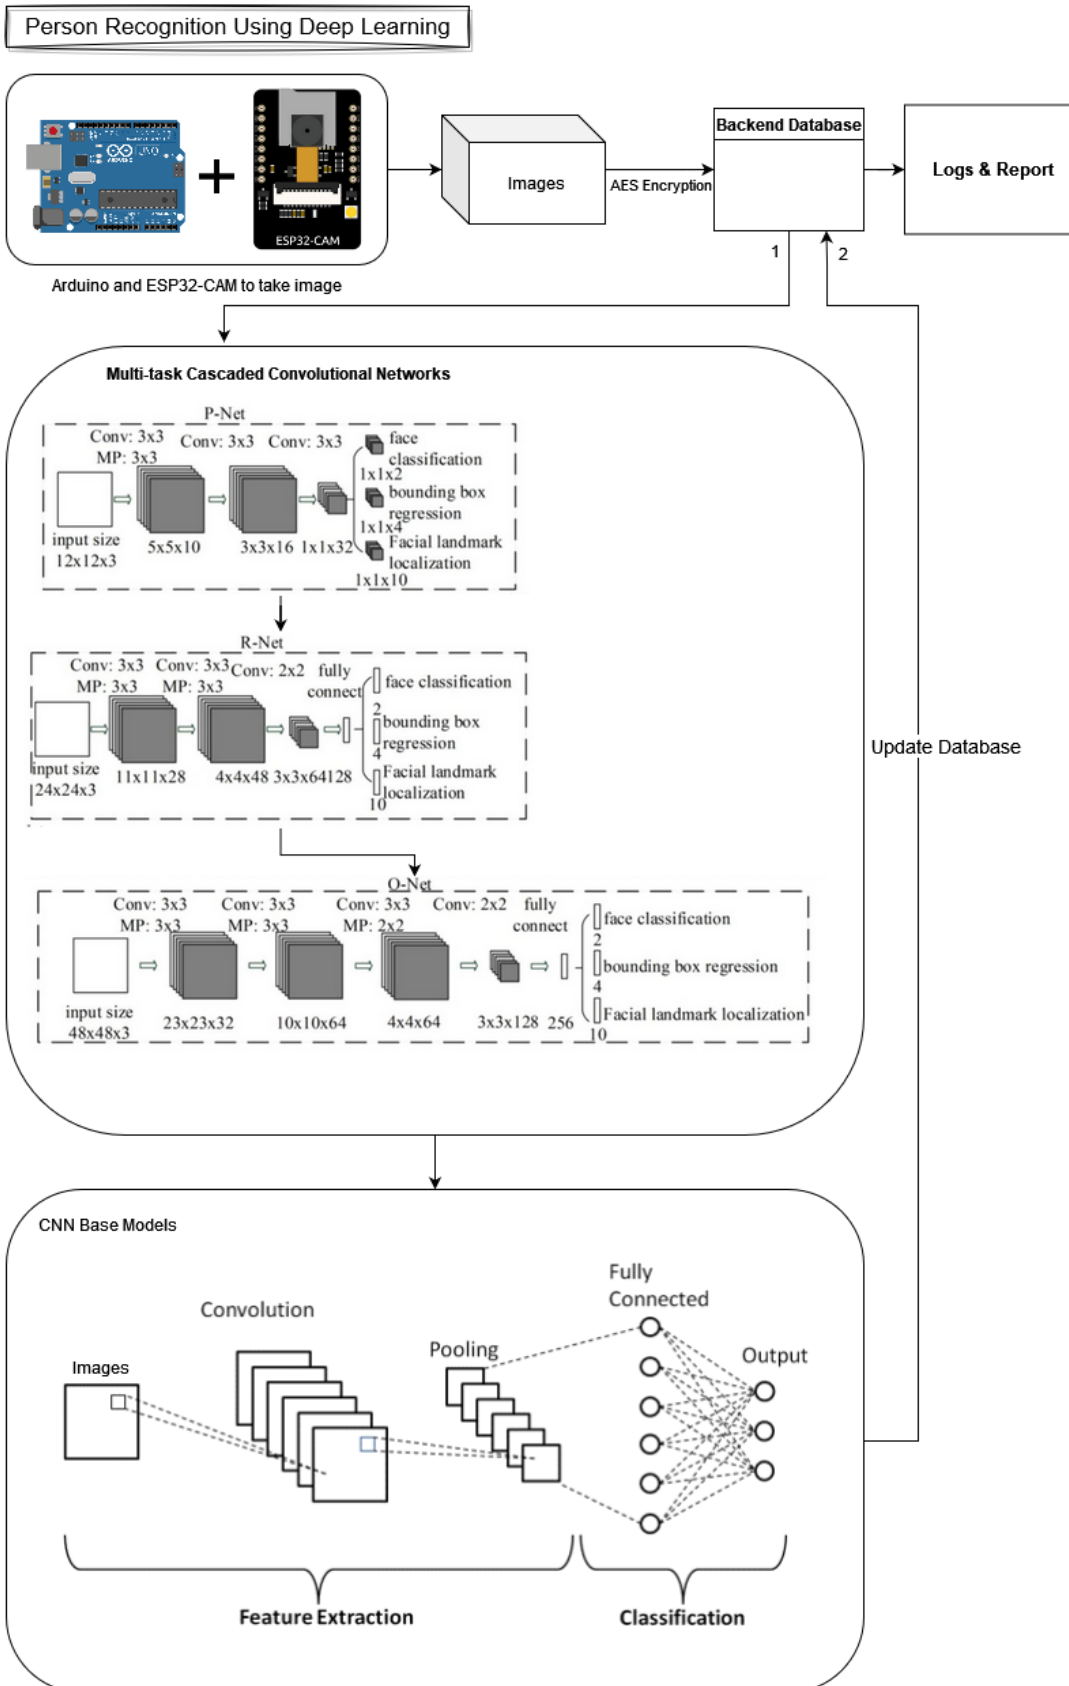 Person Recognition Using Deep Learning
ARDUINO
UNO
ESP32-CAM
Arduino and ESP32-CAM to take image
Images
AES Encryption
Backend Database
Logs & Report
1
2
Multi-task Cascaded Convolutional Networks
P-Net
Conv: 3x3
MP: 3x3
Conv: 3x3
Conv: 3x3
face
classification
1x1x2
bounding box
regression
1x1x4
Facial landmark
localization
1x1x10
input size
12x12x3
5x5x10
3x3x16
1x1x32
R-Net
Conv: 3x3
MP: 3x3
Conv: 3x3
MP: 3x3
Conv: 2x2
fully
connect
face classification
2
bounding box
regression
4
Facial landmark
localization
10
input size
24x24x3
11x11x28
4x4x48
3x3x64
128
Update Database
O-Net
Conv: 3x3
MP: 3x3
Conv: 3x3
MP: 3x3
Conv: 3x3
MP: 2x2
Conv: 2x2
fully
connect
face classification
2
bounding box regression
4
Facial landmark localization
10
input size
48x48x3
23x23x32
10x10x64
4x4x64
3x3x128
256
CNN Base Models
Images
Convolution
Pooling
Fully
Connected
Output
Feature Extraction
Classification